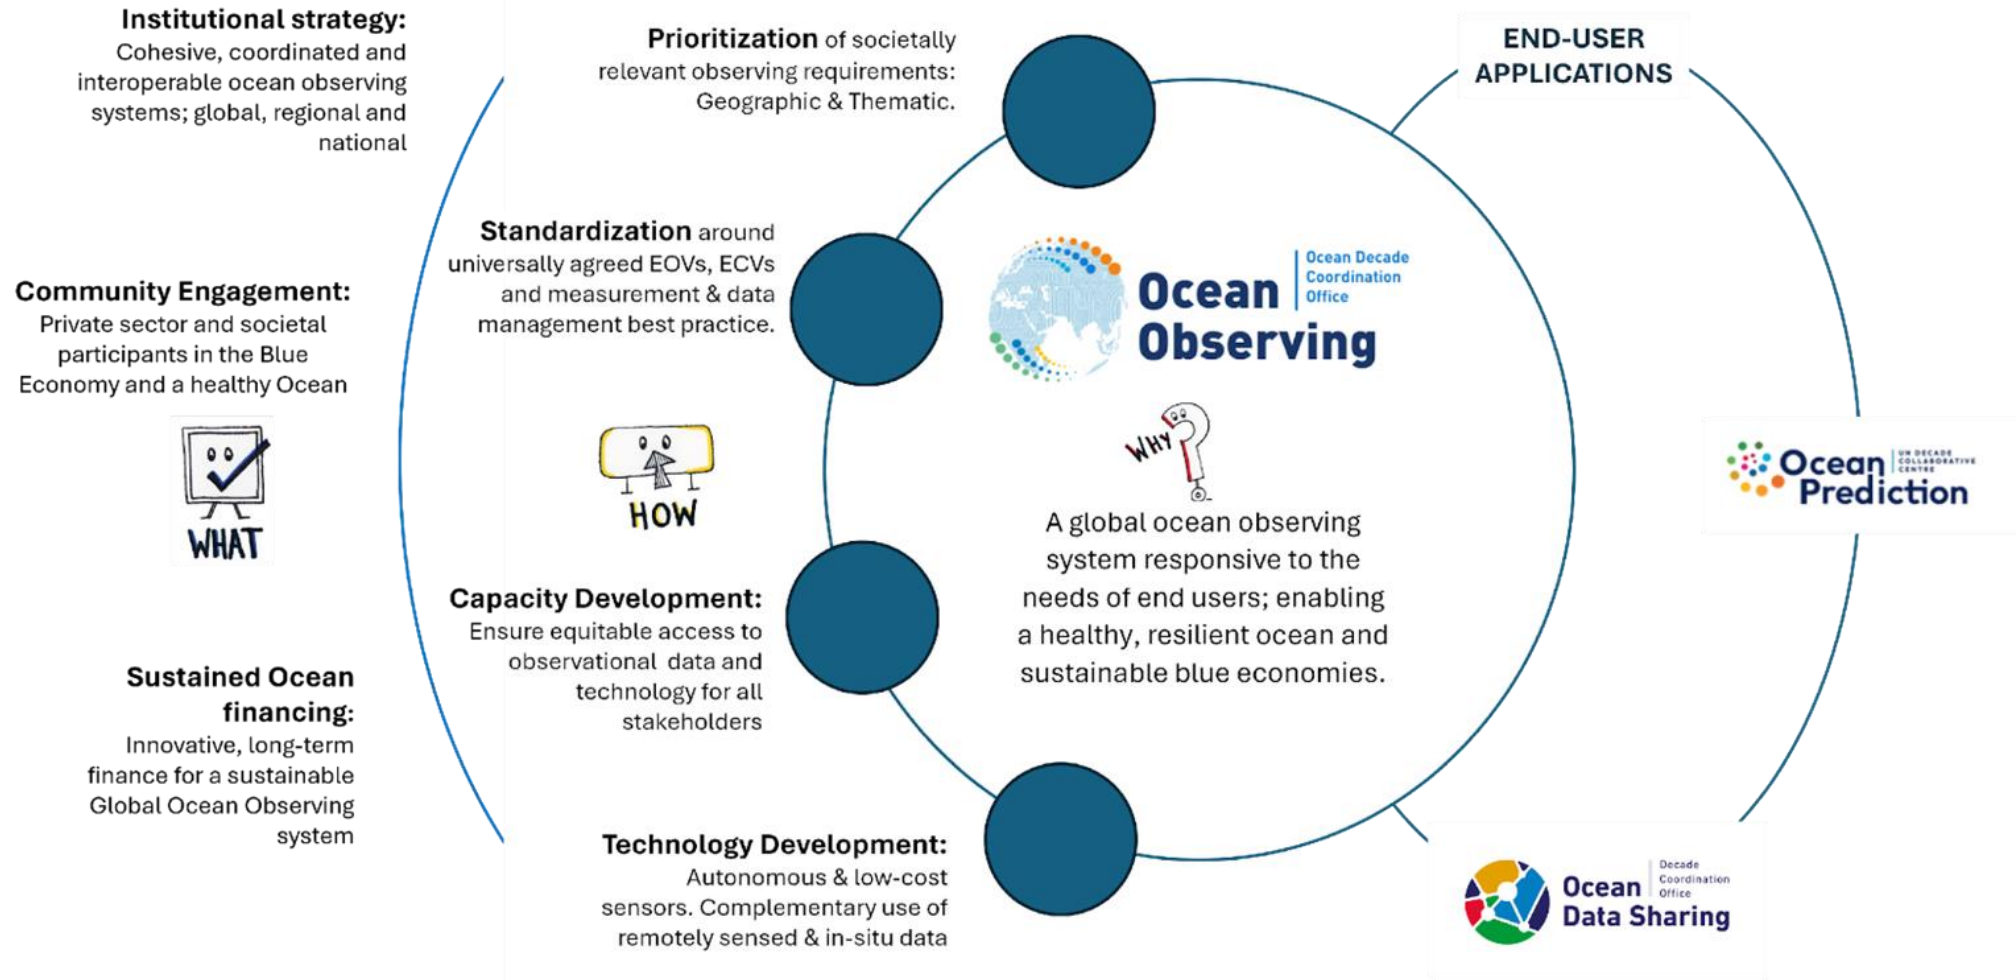 Institutional strategy:
Cohesive, coordinated and
interoperable ocean observing
systems; global, regional and
national
Community Engagement:
Private sector and societal
participants in the Blue
Economy and a healthy Ocean
WHAT
Sustained Ocean
financing:
Innovative, long-term
finance for a sustainable
Global Ocean Observing
system
Prioritization of societally
relevant observing requirements:
Geographic & Thematic.
Standardization around
universally agreed EOVs, ECVs
and measurement & data
management best practice.
HOW
Capacity Development:
Ensure equitable access to
observational data and
technology for all
stakeholders
Technology Development:
Autonomous & low-cost
sensors. Complementary use of
remotely sensed & in-situ data
Ocean
Observing
Ocean Decade
Coordination
Office
WHY
A global ocean observing
system responsive to the
needs of end users; enabling
a healthy, resilient ocean and
sustainable blue economies.
END-USER
APPLICATIONS
Ocean
Prediction
UN DECADE
COLLABORATIVE
CENTRE
Ocean
Data Sharing
Decade
Coordination
Office